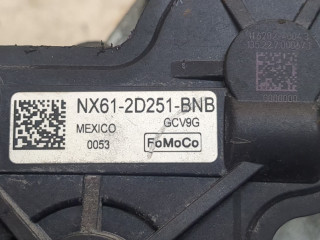 NX61-2D251-BNB
MEXICO GCV9G
0053 FoMoCo